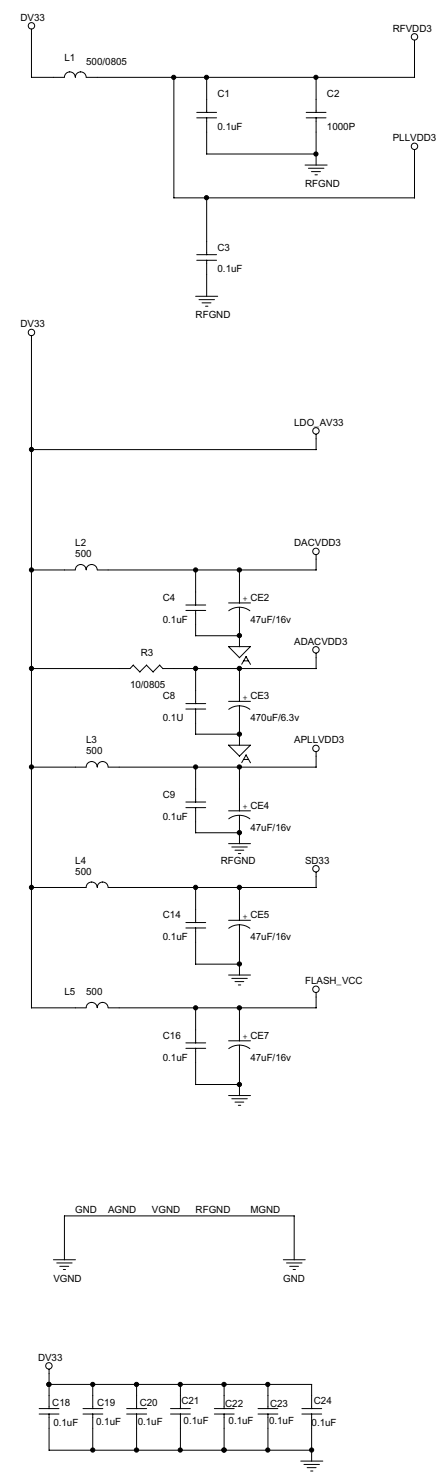 DV33
RFVDD3
L1 500/0805
C1 C2
0.1uF 1000P
PLLVDD3
RFGND
C3
0.1uF
RFGND
DV33
LDO_AV33
L2
500
DACVDD3
C4 + CE2
0.1uF 47uF/16v
A
ADACVDD3
R3
10/0805
C8 + CE3
0.1U 470uF/6.3v
A
APLLVDD3
L3
500
C9 + CE4
0.1uF 47uF/16v
RFGND
L4
500
SD33
C14 + CE5
0.1uF 47uF/16v
FLASH_VCC
L5 500
C16 + CE7
0.1uF 47uF/16v
GND AGND VGND RFGND MGND
VGND GND
DV33
C18 C19 C20 C21 C22 C23 C24
0.1uF 0.1uF 0.1uF 0.1uF 0.1uF 0.1uF 0.1uF